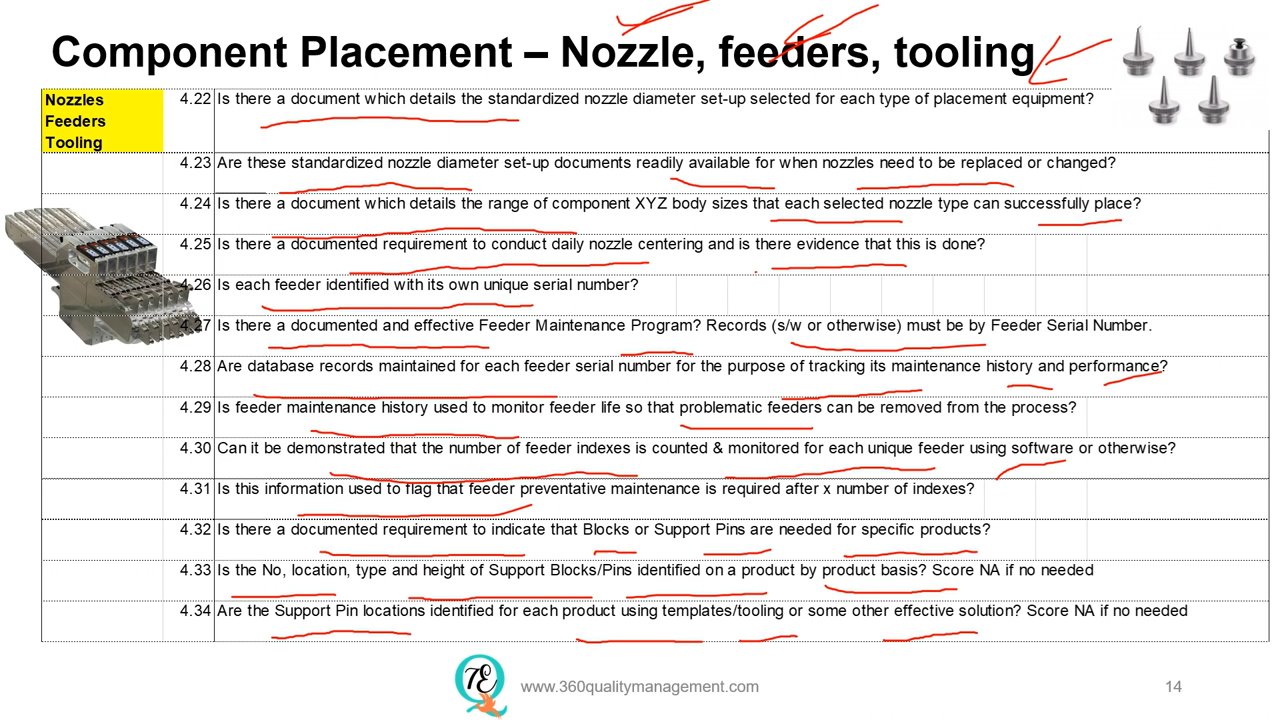 Component Placement – Nozzle, feeders, tooling
Nozzles
Feeders
Tooling
4.22 Is there a document which details the standardized nozzle diameter set-up selected for each type of placement equipment?
4.23 Are these standardized nozzle diameter set-up documents readily available for when nozzles need to be replaced or changed?
4.24 Is there a document which details the range of component XYZ body sizes that each selected nozzle type can successfully place?
4.25 Is there a documented requirement to conduct daily nozzle centering and is there evidence that this is done?
4.26 Is each feeder identified with its own unique serial number?
4.27 Is there a documented and effective Feeder Maintenance Program? Records (s/w or otherwise) must be by Feeder Serial Number.
4.28 Are database records maintained for each feeder serial number for the purpose of tracking its maintenance history and performance?
4.29 Is feeder maintenance history used to monitor feeder life so that problematic feeders can be removed from the process?
4.30 Can it be demonstrated that the number of feeder indexes is counted & monitored for each unique feeder using software or otherwise?
4.31 Is this information used to flag that feeder preventative maintenance is required after x number of indexes?
4.32 Is there a documented requirement to indicate that Blocks or Support Pins are needed for specific products?
4.33 Is the No, location, type and height of Support Blocks/Pins identified on a product by product basis? Score NA if no needed
4.34 Are the Support Pin locations identified for each product using templates/tooling or some other effective solution? Score NA if no needed
www.360qualitymanagement.com
14